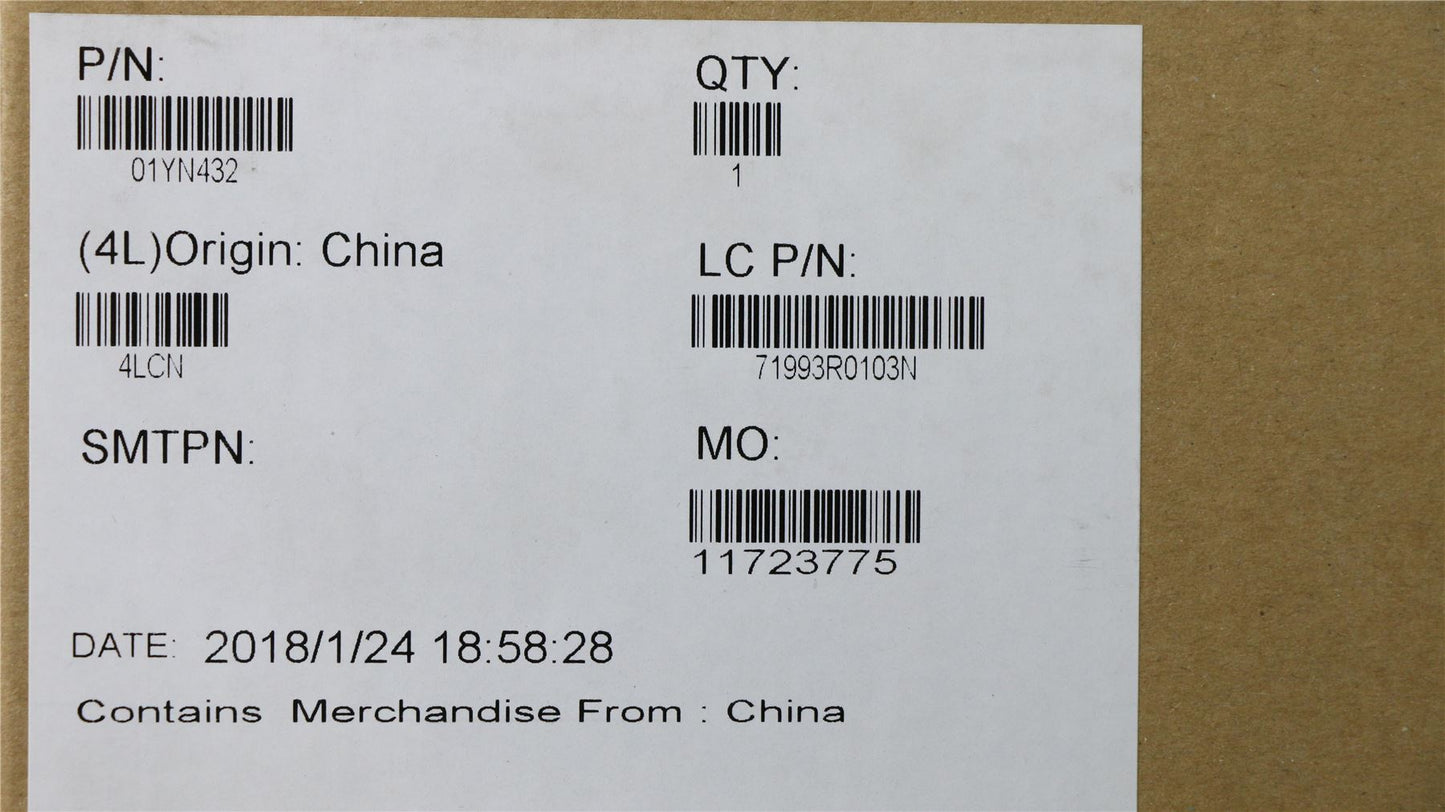 P/N:
01YN432
QTY:
1
(4L)Origin: China
4LCN
LC P/N:
71993R0103N
SMTPN:
MO:
11723775
DATE: 2018/1/24 18:58:28
Contains Merchandise From : China